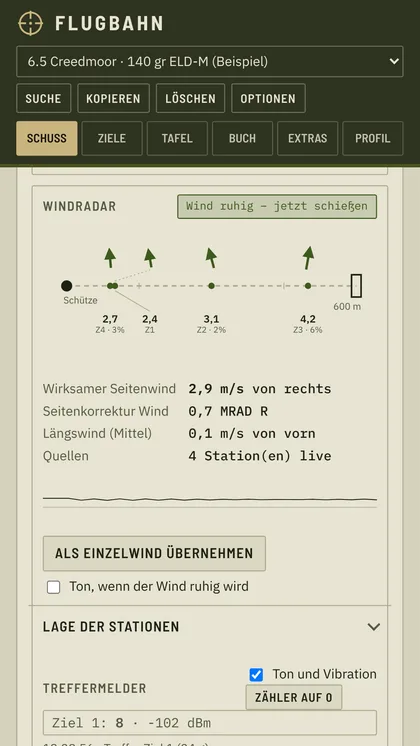 FLUGBAHN
6.5 Creedmoor · 140 gr ELD-M (Beispiel)
SUCHE KOPIEREN LÖSCHEN OPTIONEN
SCHUSS ZIELE TAFEL BUCH EXTRAS PROFIL
WINDRADAR Wind ruhig – jetzt schießen
Schütze
600 m
2,7 2,4 3,1 4,2
Z4 · 3% Z1 Z2 · 2% Z3 · 6%
Wirksamer Seitenwind 2,9 m/s von rechts
Seitenkorrektur Wind 0,7 MRAD R
Längswind (Mittel) 0,1 m/s von vorn
Quellen 4 Station(en) live
ALS EINZELWIND ÜBERNEHMEN
Ton, wenn der Wind ruhig wird
LAGE DER STATIONEN
Ton und Vibration
TREFFERMELDER ZÄHLER AUF 0
Ziel 1: 8 · -102 dBm